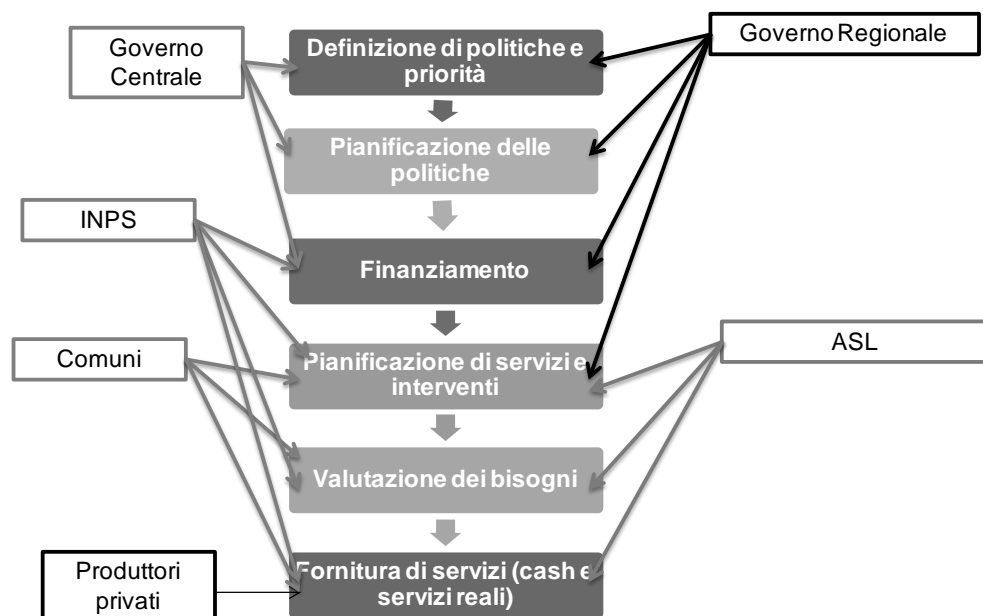 Governo
Centrale
Definizione di politiche e
priorità
Governo Regionale
Pianificazione delle
politiche
INPS
Finanziamento
Comuni
Pianificazione di servizi e
interventi
ASL
Valutazione dei bisogni
Produttori
privati
Fornitura di servizi (cash e
servizi reali)